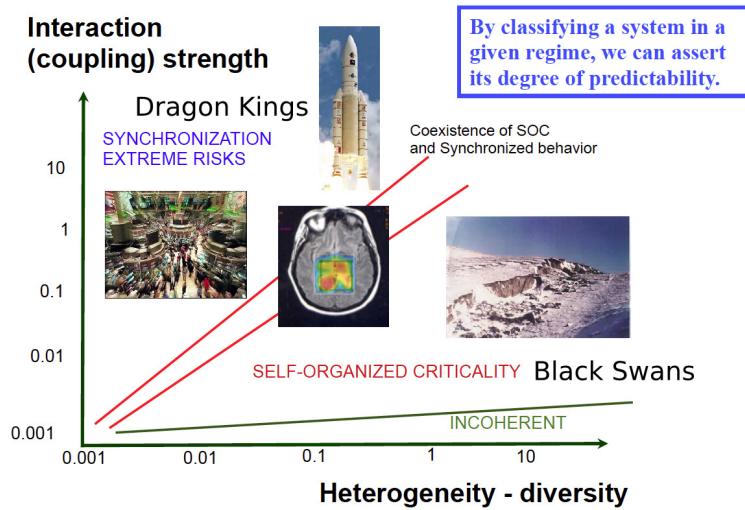 Interaction
(coupling) strength
By classifying a system in a
given regime, we can assert
its degree of predictability.
Dragon Kings
SYNCHRONIZATION
EXTREME RISKS
Coexistence of SOC
and Synchronized behavior
10
1
0.1
0.01
0.001
SELF-ORGANIZED CRITICALITY
Black Swans
INCOHERENT
0.001
0.01
0.1
1
10
Heterogeneity - diversity